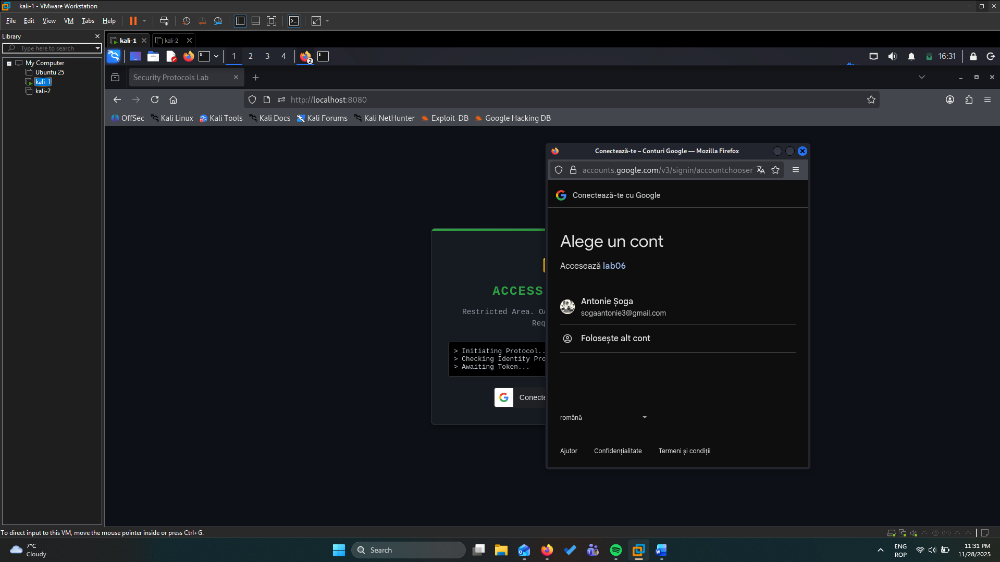 kali-1 - VMware Workstation
File Edit View VM Tabs Help
Library
Type here to search
My Computer
Ubuntu 25
kali-1
kali-2
kali-1 kali-2
1 2 3 4 2 16:31
Security Protocols Lab
http://localhost:8080
OffSec Kali Linux Kali Tools Kali Docs Kali Forums Kali NetHunter Exploit-DB Google Hacking DB
ACCESS
Restricted Area.
> Initiating Protocol..
> Checking Identity
> Awaiting Token...
Conectează-te – Conturi Google — Mozilla Firefox
accounts.google.com/v3/signin/accountchooser
Conectează-te cu Google
Alege un cont
Accesează lab06
Antonie Șoga
sogaantonie3@gmail.com
Folosește alt cont
română
Ajutor Confidențialitate Termeni și condiții
To direct input to this VM, move the mouse pointer inside or press Ctrl+G.
7°C
Cloudy
Search
ENG
ROP
11:31 PM
11/28/2025